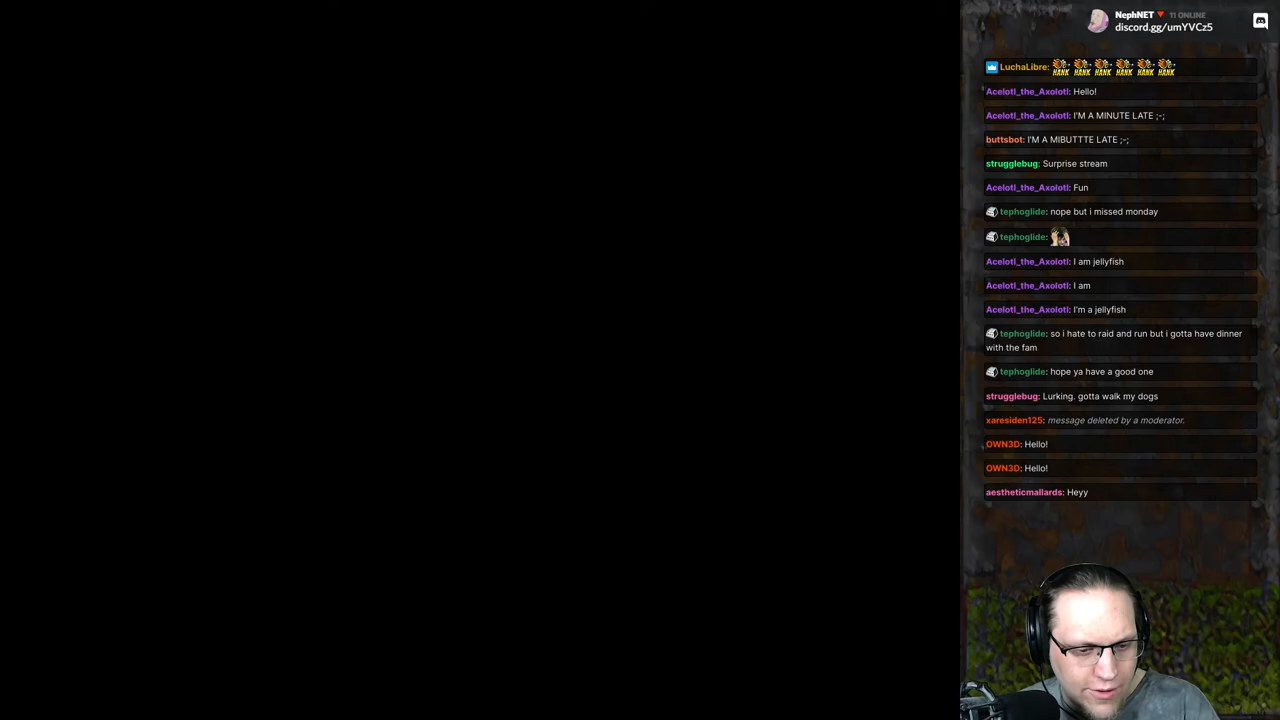 NephNET 11 ONLINE
discord.gg/umYVCz5
LuchaLibre: HANK HANK HANK HANK HANK HANK
Acelotl_the_Axolotl: Hello!
Acelotl_the_Axolotl: I'M A MINUTE LATE ;-;
buttsbot: I'M A MIBUTTTE LATE ;-;
strugglebug: Surprise stream
Acelotl_the_Axolotl: Fun
tephoglide: nope but i missed monday
tephoglide:
Acelotl_the_Axolotl: I am jellyfish
Acelotl_the_Axolotl: I am
Acelotl_the_Axolotl: I'm a jellyfish
tephoglide: so i hate to raid and run but i gotta have dinner
with the fam
tephoglide: hope ya have a good one
strugglebug: Lurking. gotta walk my dogs
xaresiden125: message deleted by a moderator.
OWN3D: Hello!
OWN3D: Hello!
aestheticmallards: Heyy